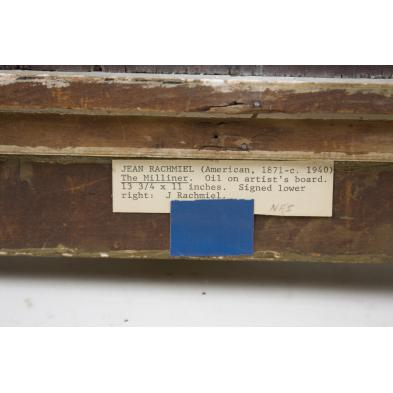 JEAN RACHMIEL (American, 1871-c. 1940)
The Milliner. Oil on artist's board.
13 3/4 x 11 inches. Signed lower
right: J Rachmiel.
NFS